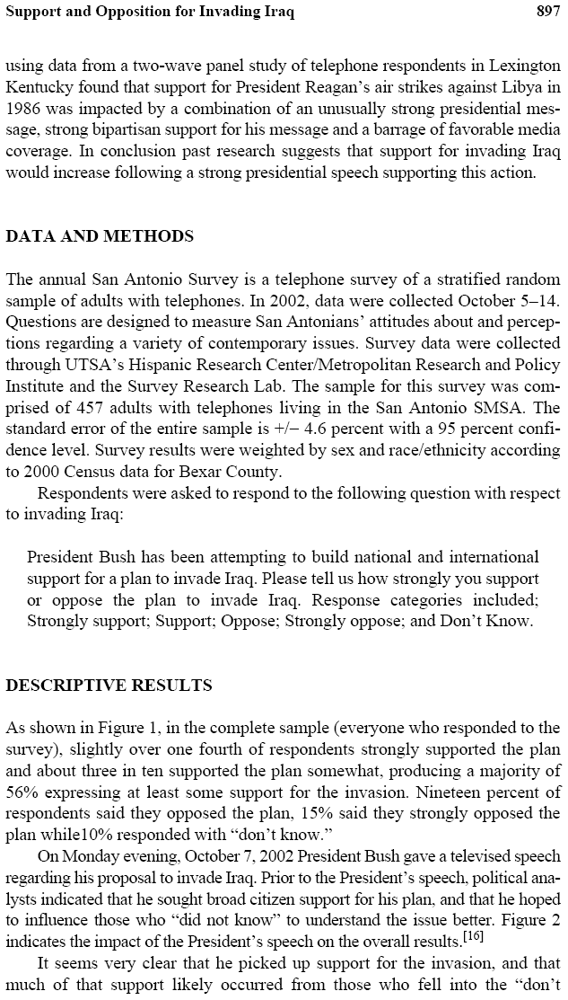 Support and Opposition for Invading Iraq 897
using data from a two-wave panel study of telephone respondents in Lexington
Kentucky found that support for President Reagan's air strikes against Libya in
1986 was impacted by a combination of an unusually strong presidential mes-
sage, strong bipartisan support for his message and a barrage of favorable media
coverage. In conclusion past research suggests that support for invading Iraq
would increase following a strong presidential speech supporting this action.
DATA AND METHODS
The annual San Antonio Survey is a telephone survey of a stratified random
sample of adults with telephones. In 2002, data were collected October 5–14.
Questions are designed to measure San Antonians' attitudes about and percep-
tions regarding a variety of contemporary issues. Survey data were collected
through UTSA's Hispanic Research Center/Metropolitan Research and Policy
Institute and the Survey Research Lab. The sample for this survey was com-
prised of 457 adults with telephones living in the San Antonio SMSA. The
standard error of the entire sample is +/− 4.6 percent with a 95 percent confi-
dence level. Survey results were weighted by sex and race/ethnicity according
to 2000 Census data for Bexar County.
Respondents were asked to respond to the following question with respect
to invading Iraq:
President Bush has been attempting to build national and international
support for a plan to invade Iraq. Please tell us how strongly you support
or oppose the plan to invade Iraq. Response categories included;
Strongly support; Support; Oppose; Strongly oppose; and Don't Know.
DESCRIPTIVE RESULTS
As shown in Figure 1, in the complete sample (everyone who responded to the
survey), slightly over one fourth of respondents strongly supported the plan
and about three in ten supported the plan somewhat, producing a majority of
56% expressing at least some support for the invasion. Nineteen percent of
respondents said they opposed the plan, 15% said they strongly opposed the
plan while10% responded with “don't know.”
On Monday evening, October 7, 2002 President Bush gave a televised speech
regarding his proposal to invade Iraq. Prior to the President's speech, political ana-
lysts indicated that he sought broad citizen support for his plan, and that he hoped
to influence those who “did not know” to understand the issue better. Figure 2
indicates the impact of the President's speech on the overall results.[16]
It seems very clear that he picked up support for the invasion, and that
much of that support likely occurred from those who fell into the “don't